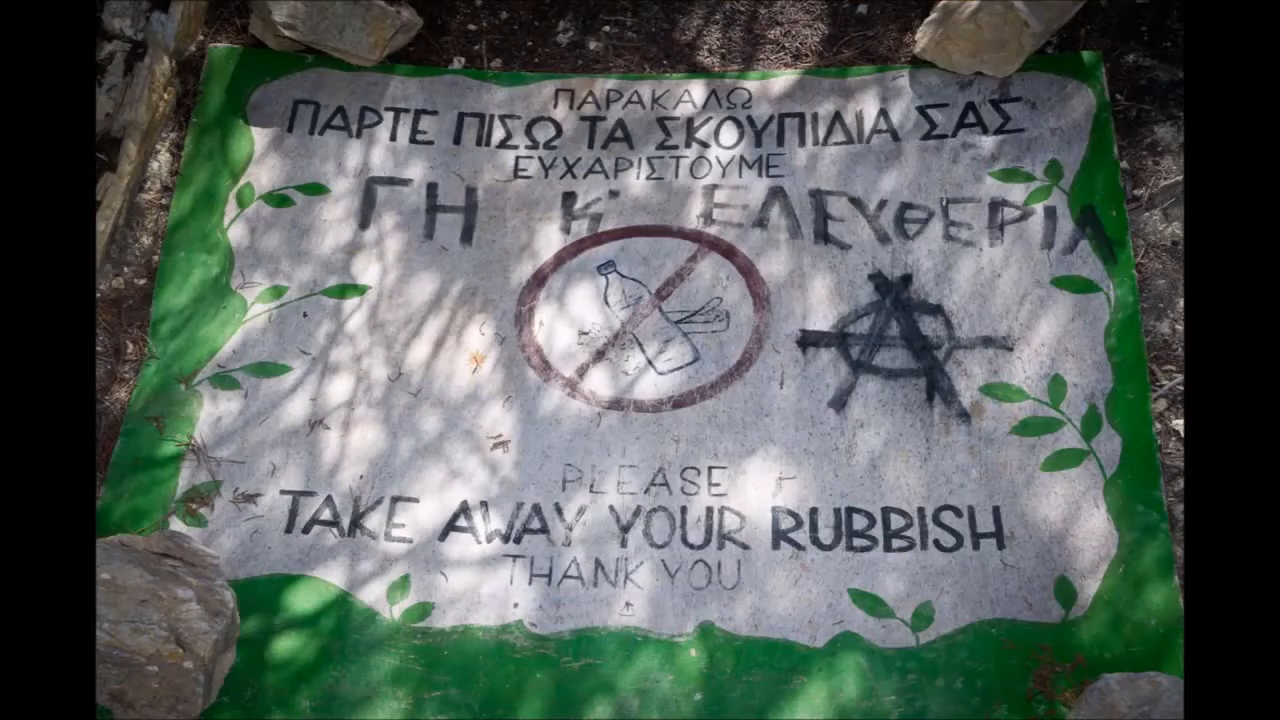 ΠΑΡΑΚΑΛΩ
ΠΑΡΤΕ ΠΙΣΩ ΤΑ ΣΚΟΥΠΙΔΙΑ ΣΑΣ
ΕΥΧΑΡΙΣΤΟΥΜΕ
ΓΗ Κ' ΕΛΕΥΘΕΡΙΑ
PLEASE
TAKE AWAY YOUR RUBBISH
THANK YOU